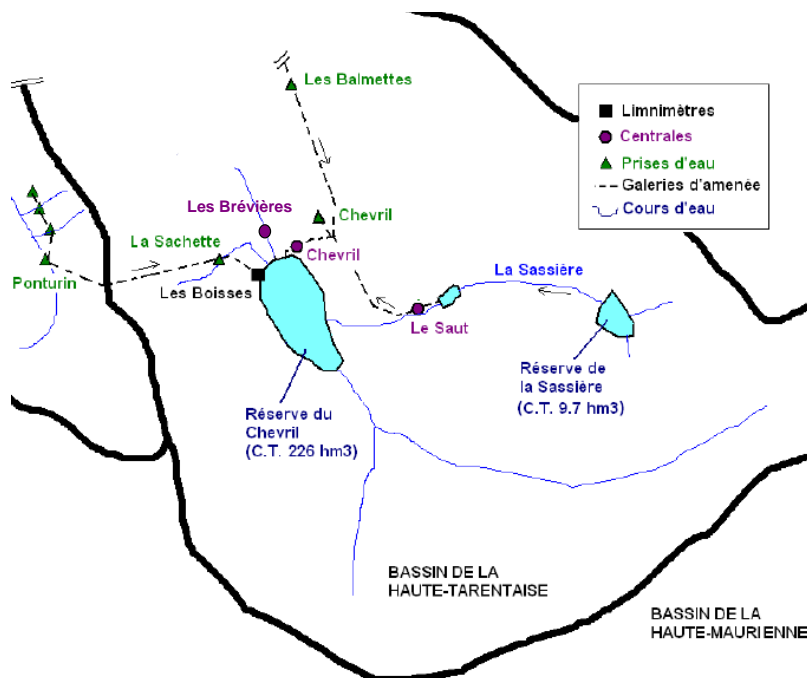 Les Balmettes
Limnimètres
Centrales
Prises d'eau
Galeries d'amenée
Cours d'eau
Les Brévières
Chevril
La Sachette
Chevril
Ponturin
Les Boisses
La Sassière
Le Saut
Réserve du
Chevril
(C.T. 226 hm3)
Réserve de
la Sassière
(C.T. 9.7 hm3)
BASSIN DE LA
HAUTE-TARENTAISE
BASSIN DE LA
HAUTE-MAURIENNE